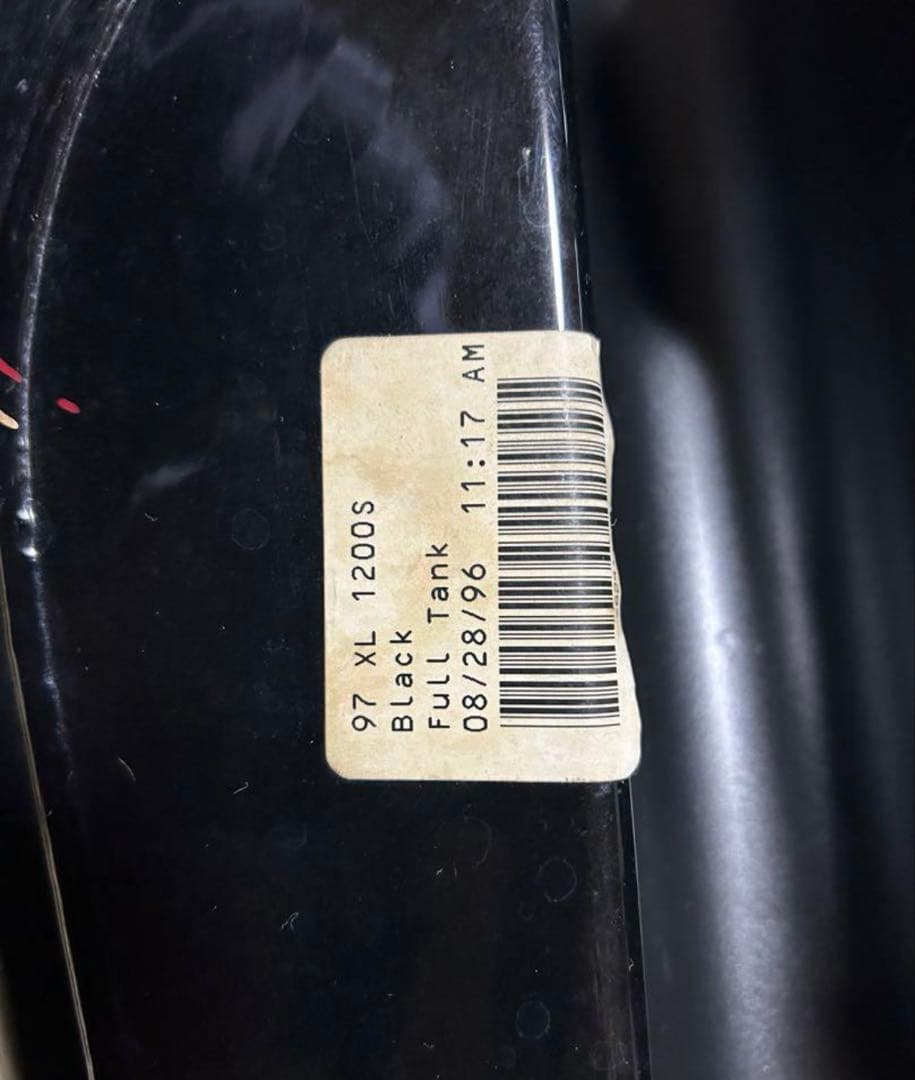 97 XL 1200S
Black
Full Tank
08/28/96 11:17 AM